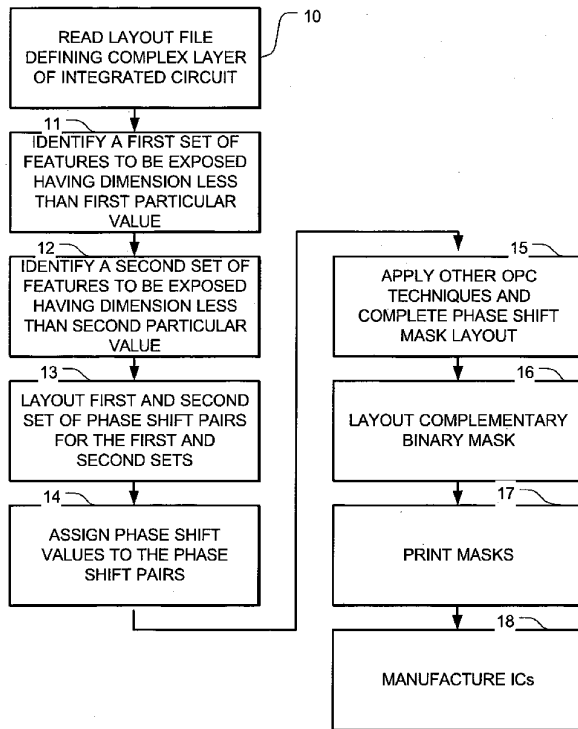 10
READ LAYOUT FILE
DEFINING COMPLEX LAYER
OF INTEGRATED CIRCUIT
11
IDENTIFY A FIRST SET OF
FEATURES TO BE EXPOSED
HAVING DIMENSION LESS
THAN FIRST PARTICULAR
VALUE
12
IDENTIFY A SECOND SET OF
FEATURES TO BE EXPOSED
HAVING DIMENSION LESS
THAN SECOND PARTICULAR
VALUE
13
LAYOUT FIRST AND SECOND
SET OF PHASE SHIFT PAIRS
FOR THE FIRST AND
SECOND SETS
14
ASSIGN PHASE SHIFT
VALUES TO THE PHASE
SHIFT PAIRS
15
APPLY OTHER OPC
TECHNIQUES AND
COMPLETE PHASE SHIFT
MASK LAYOUT
16
LAYOUT COMPLEMENTARY
BINARY MASK
17
PRINT MASKS
18
MANUFACTURE ICs